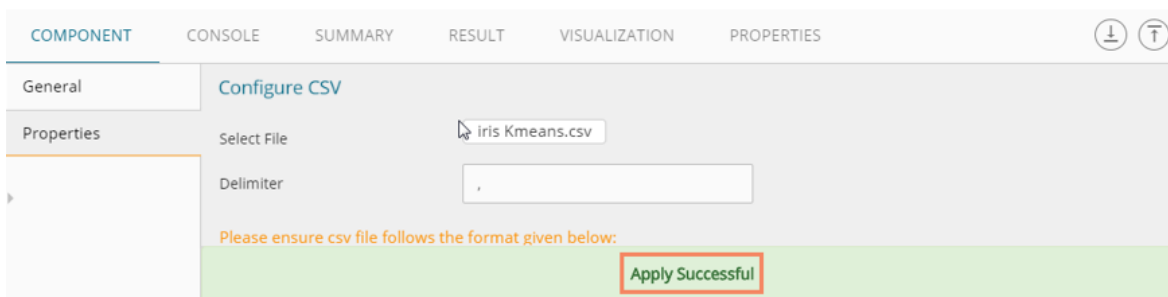 COMPONENT CONSOLE SUMMARY RESULT VISUALIZATION PROPERTIES
General
Configure CSV
Properties
Select File
iris Kmeans.csv
Delimiter
,
Please ensure csv file follows the format given below:
Apply Successful